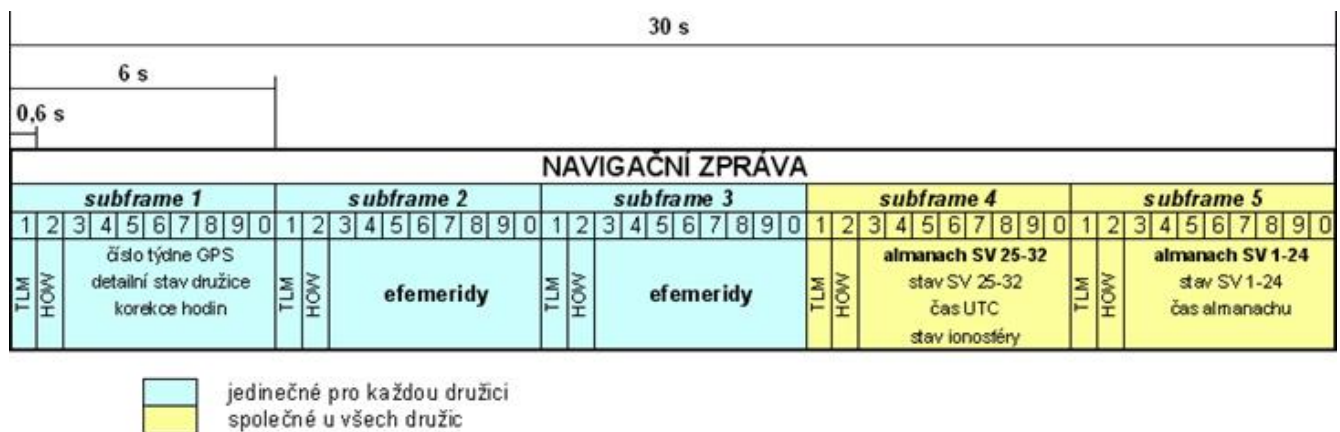 30 s
6 s
0,6 s
NAVIGAČNÍ ZPRÁVA
subframe 1 subframe 2 subframe 3 subframe 4 subframe 5
1 2 3 4 5 6 7 8 9 0 1 2 3 4 5 6 7 8 9 0 1 2 3 4 5 6 7 8 9 0 1 2 3 4 5 6 7 8 9 0 1 2 3 4 5 6 7 8 9 0
TLM
HOW
číslo týdne GPS
detailní stav družice
korekce hodin
TLM
HOW
efemeridy
TLM
HOW
efemeridy
TLM
HOW
almanach SV 25-32
stav SV 25-32
čas UTC
stav ionosféry
TLM
HOW
almanach SV 1-24
stav SV 1-24
čas almanachu
jedinečné pro každou družici
společné u všech družic